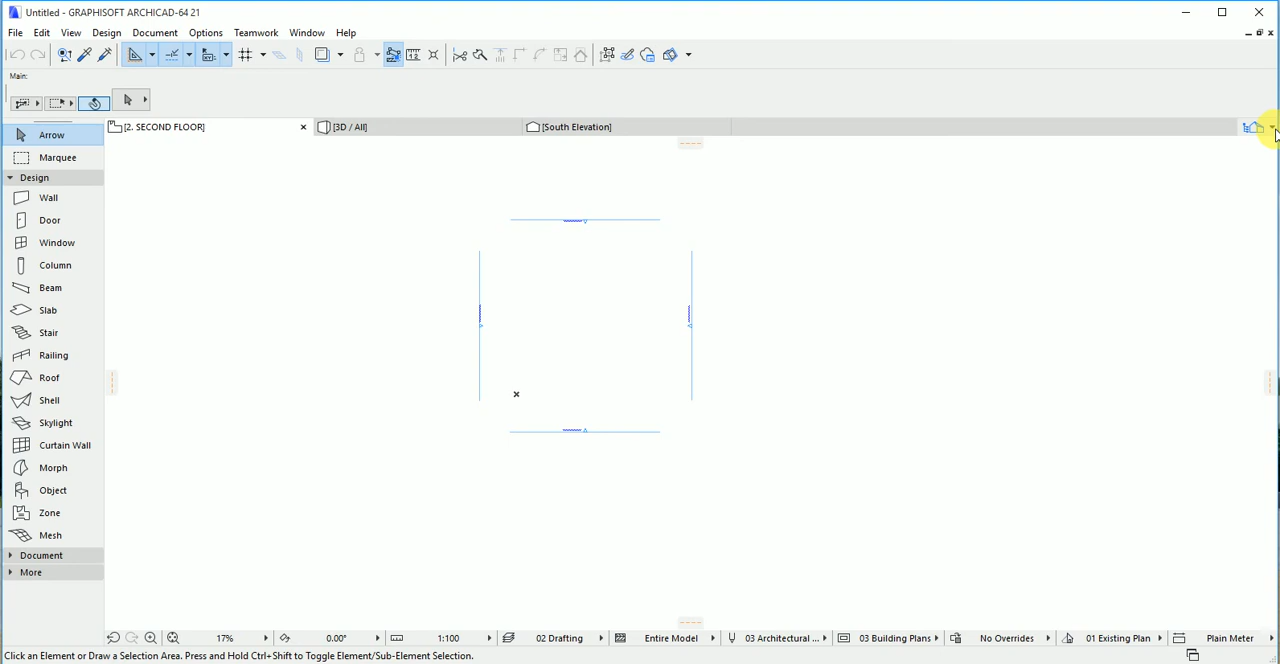 Untitled - GRAPHISOFT ARCHICAD-64 21
File Edit View Design Document Options Teamwork Window Help
Main:
[2. SECOND FLOOR] [3D / All] [South Elevation]
Arrow
Marquee
Design
Wall
Door
Window
Column
Beam
Slab
Stair
Railing
Roof
Shell
Skylight
Curtain Wall
Morph
Object
Zone
Mesh
Document
More
17% 0.00° 1:100 02 Drafting Entire Model 03 Architectural ... 03 Building Plans No Overrides 01 Existing Plan Plain Meter
Click an Element or Draw a Selection Area. Press and Hold Ctrl+Shift to Toggle Element/Sub-Element Selection.